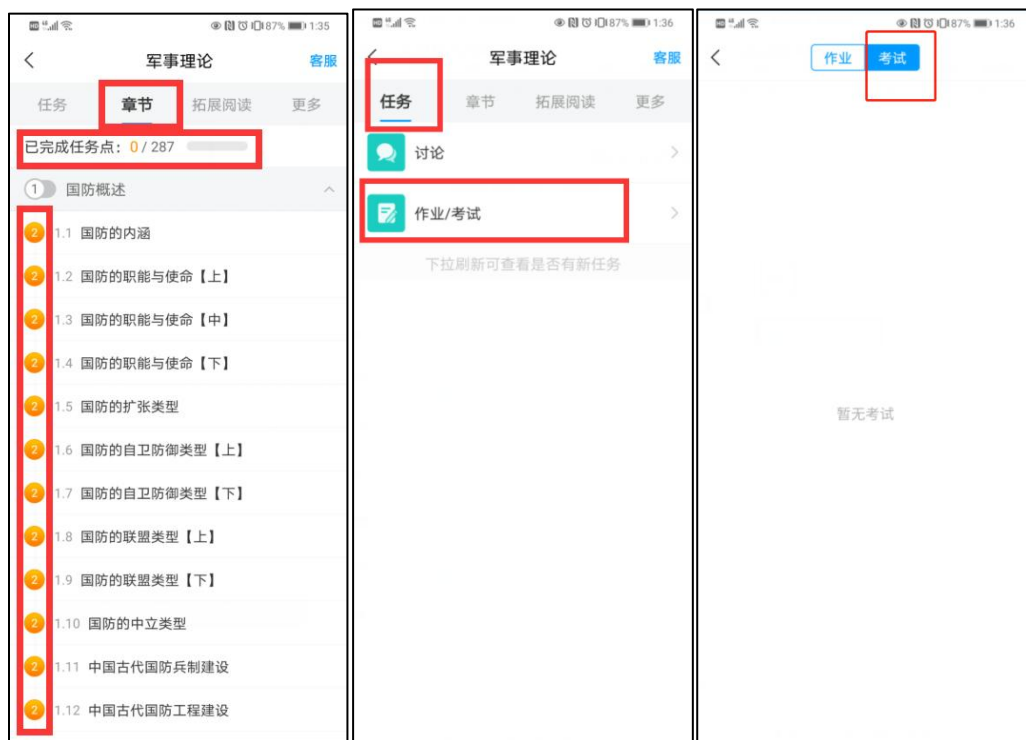 1:35
军事理论
客服
任务 章节 拓展阅读 更多
已完成任务点：0 / 287
1 国防概述
2 1.1 国防的内涵
2 1.2 国防的职能与使命【上】
2 1.3 国防的职能与使命【中】
2 1.4 国防的职能与使命【下】
2 1.5 国防的扩张类型
2 1.6 国防的自卫防御类型【上】
2 1.7 国防的自卫防御类型【下】
2 1.8 国防的联盟类型【上】
2 1.9 国防的联盟类型【下】
2 1.10 国防的中立类型
2 1.11 中国古代国防兵制建设
2 1.12 中国古代国防工程建设
87% 1:36
军事理论
客服
任务 章节 拓展阅读 更多
讨论
作业/考试
下拉刷新可查看是否有新任务
87% 1:36
作业 考试
暂无考试